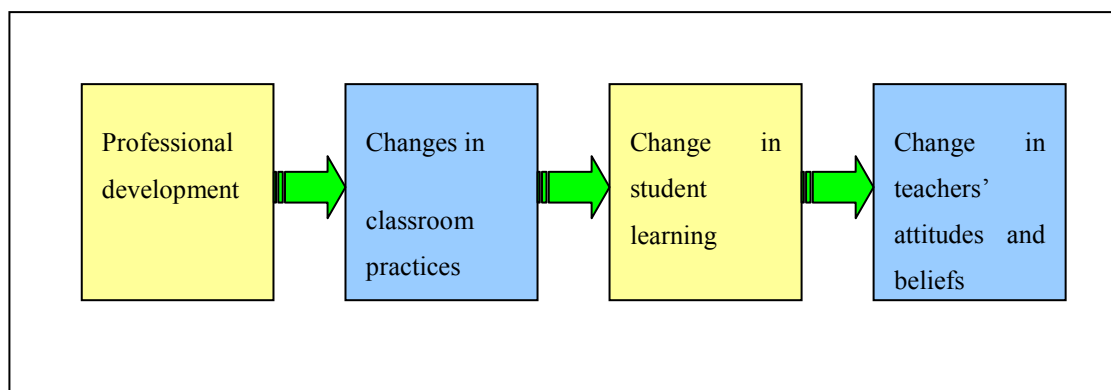 Professional
development
Changes in
classroom
practices
Change in
student
learning
Change in
teachers’
attitudes and
beliefs